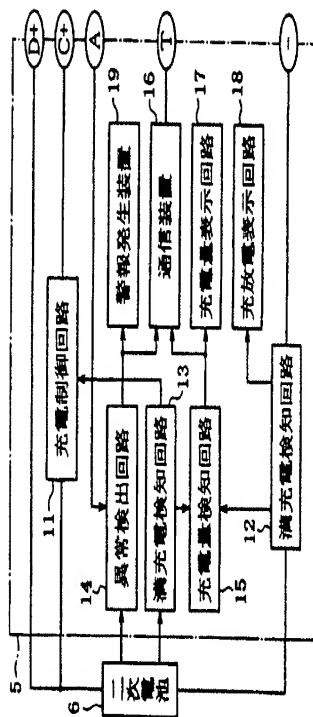 5
D+
C+
A
T
−
11
充電制御回路
19
警報発生装置
14
異常検出回路
16
通信装置
13
満充電検知回路
6
二次電池
17
充電量表示回路
15
充電量検知回路
18
充放電表示回路
12
満充電検知回路